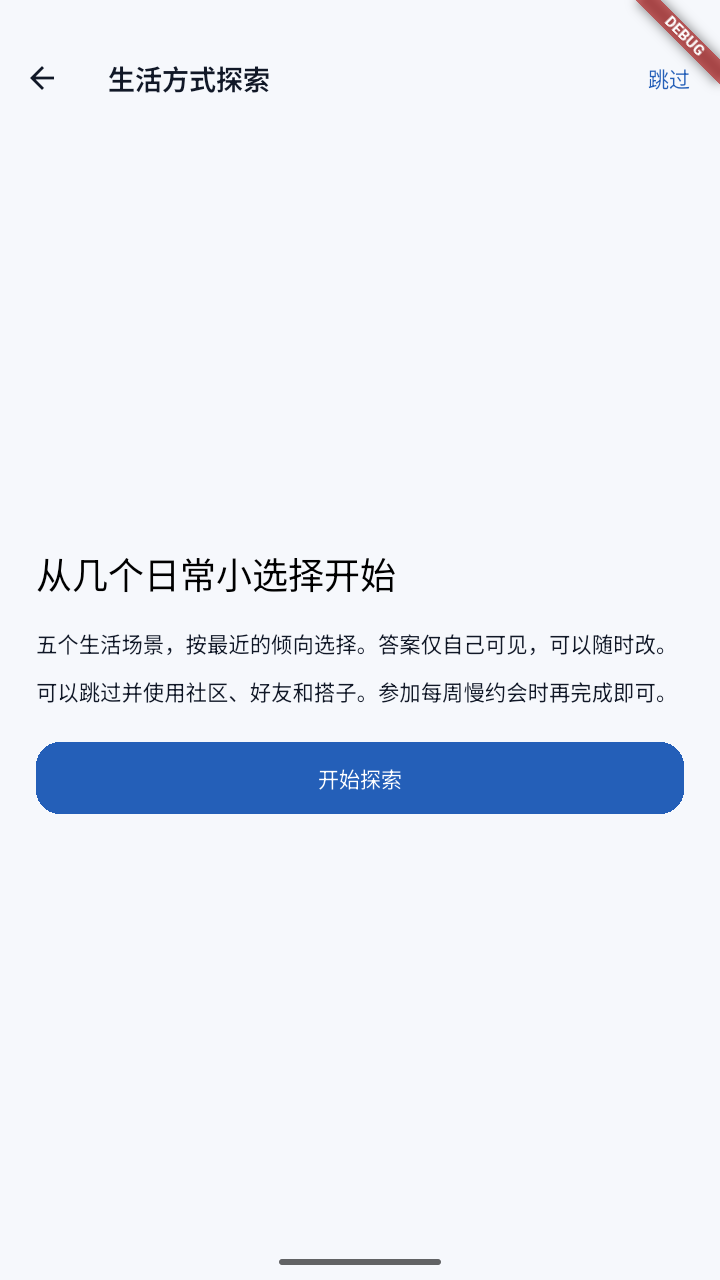 DEBUG
生活方式探索
跳过
从几个日常小选择开始
五个生活场景，按最近的倾向选择。答案仅自己可见，可以随时改。
可以跳过并使用社区、好友和搭子。参加每周慢约会时再完成即可。
开始探索